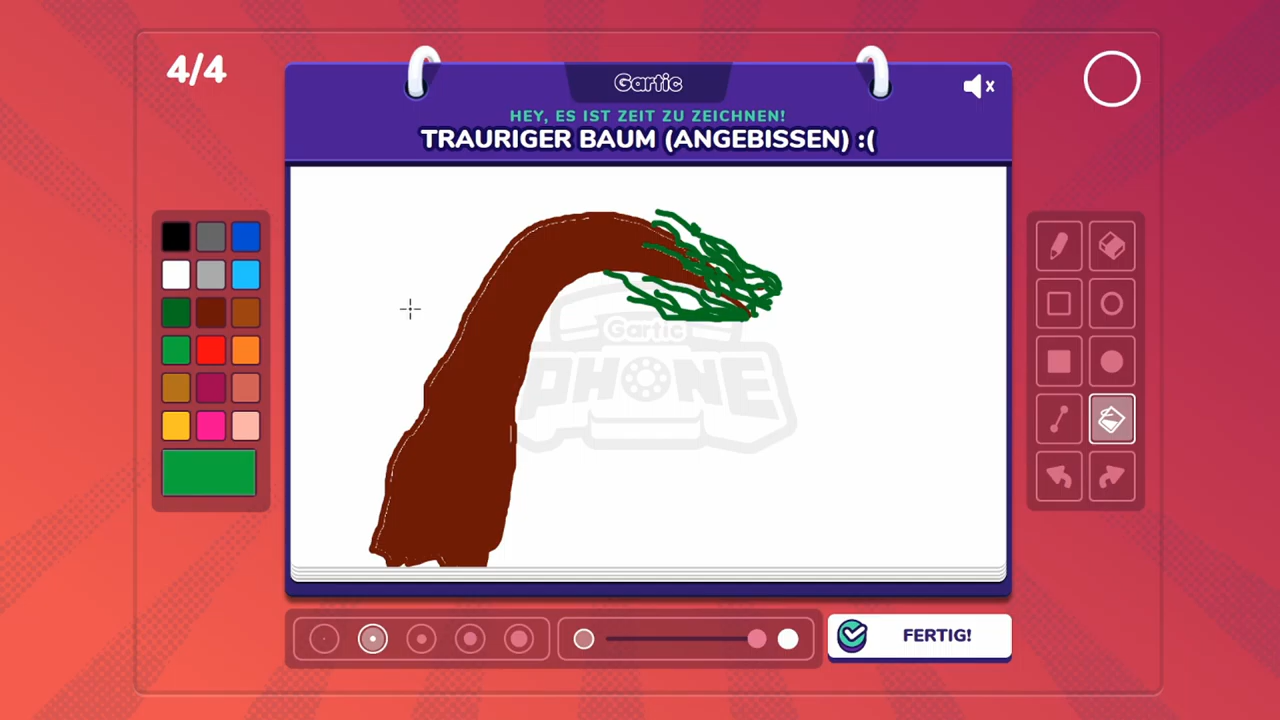 4/4
Gartic
HEY, ES IST ZEIT ZU ZEICHNEN!
TRAURIGER BAUM (ANGEBISSEN) :(
x
Gartic
PHONE
FERTIG!